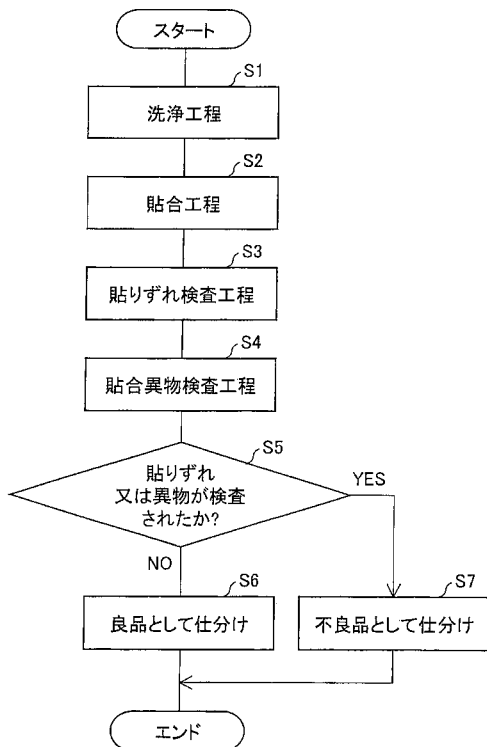 スタート
S1
洗浄工程
S2
貼合工程
S3
貼りずれ検査工程
S4
貼合異物検査工程
S5
貼りずれ
又は異物が検査
されたか?
YES
NO
S6
良品として仕分け
S7
不良品として仕分け
エンド